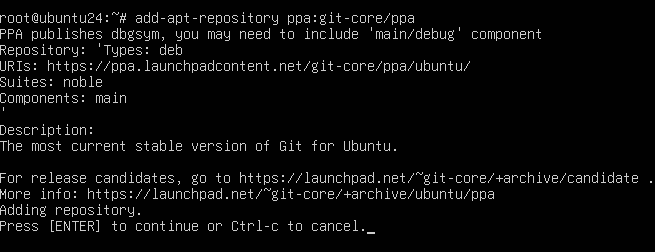 root@ubuntu24:~# add-apt-repository ppa:git-core/ppa
PPA publishes dbgsym, you may need to include 'main/debug' component
Repository: 'Types: deb
URIs: https://ppa.launchpadcontent.net/git-core/ppa/ubuntu/
Suites: noble
Components: main
'
Description:
The most current stable version of Git for Ubuntu.

For release candidates, go to https://launchpad.net/~git-core/+archive/candidate .
More info: https://launchpad.net/~git-core/+archive/ubuntu/ppa
Adding repository.
Press [ENTER] to continue or Ctrl-c to cancel._